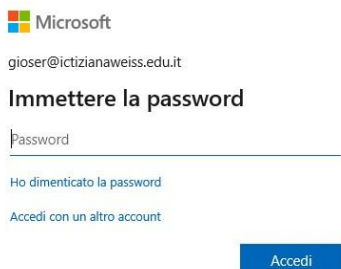 Microsoft
gioser@ictizianaweiss.edu.it
Immettere la password
Password
Ho dimenticato la password
Accedi con un altro account
Accedi